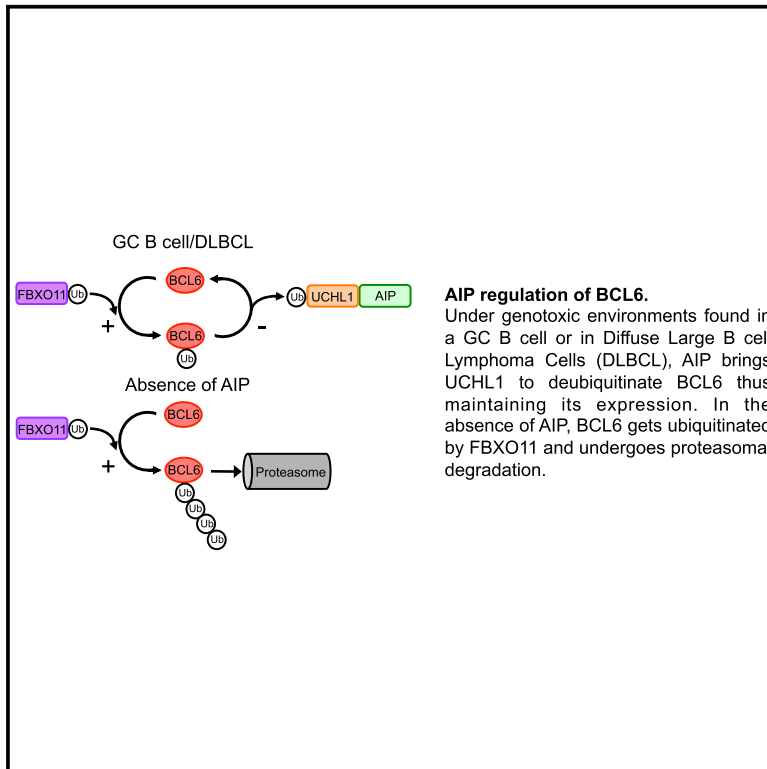 GC B cell/DLBCL
BCL6
FBXO11 Ub
Ub UCHL1 AIP
+
-
BCL6
Ub
Absence of AIP
BCL6
FBXO11 Ub
+
BCL6
Proteasome
Ub
Ub
Ub
Ub
AIP regulation of BCL6.
Under genotoxic environments found in
a GC B cell or in Diffuse Large B cel
Lymphoma Cells (DLBCL), AIP brings
UCHL1 to deubiquitinate BCL6 thus
maintaining its expression. In the
absence of AIP, BCL6 gets ubiquitinated
by FBXO11 and undergoes proteasoma
degradation.